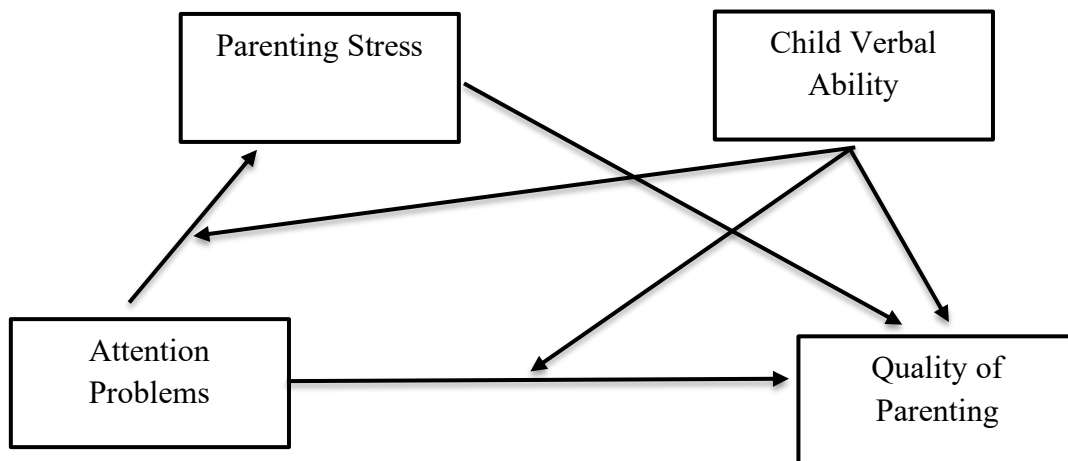 Parenting Stress
Child Verbal
Ability
Attention
Problems
Quality of
Parenting